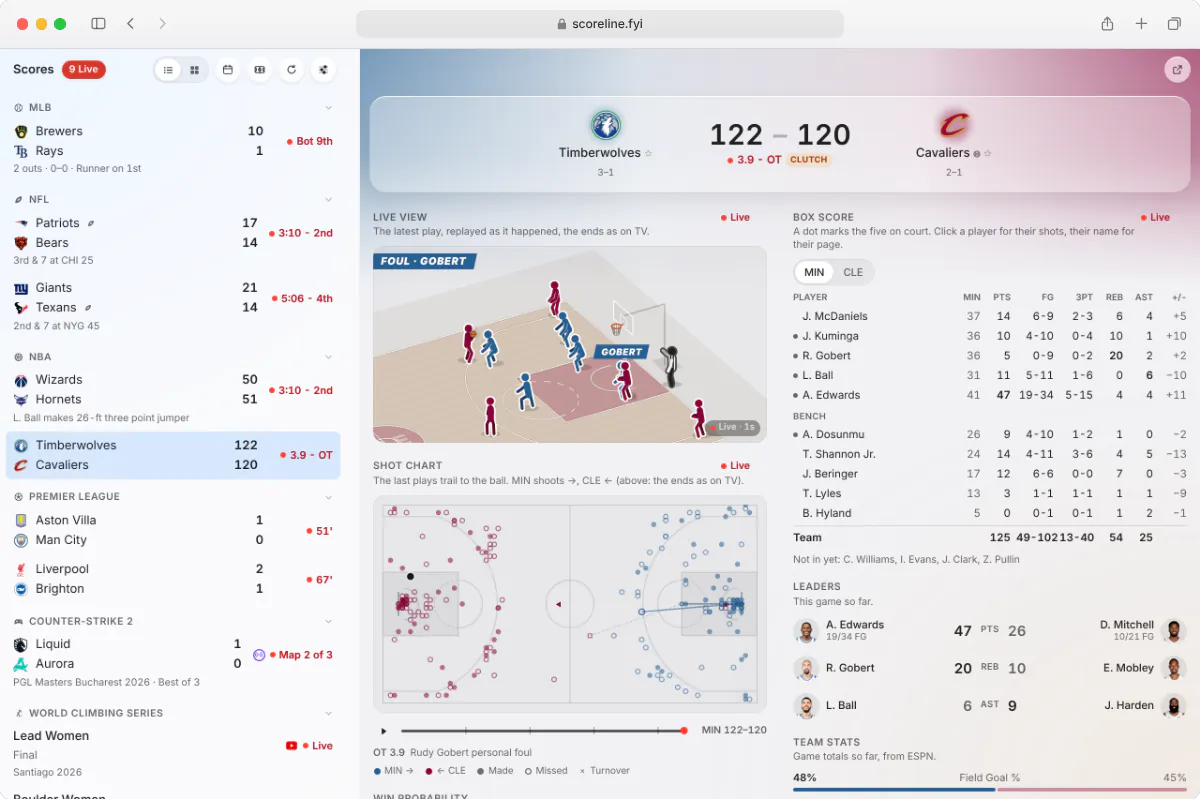 scoreline.fyi
Scores
9 Live
MLB
Brewers 10
Rays 1
Bot 9th
2 outs · 0–0 · Runner on 1st
NFL
Patriots 17
Bears 14
3:10 - 2nd
3rd & 7 at CHI 25
Giants 21
Texans 14
5:06 - 4th
2nd & 7 at NYG 45
NBA
Wizards 50
Hornets 51
3:10 - 2nd
L. Ball makes 26-ft three point jumper
Timberwolves 122
Cavaliers 120
3.9 - OT
PREMIER LEAGUE
Aston Villa 1
Man City 0
51'
Liverpool 2
Brighton 1
67'
COUNTER-STRIKE 2
Liquid 1
Aurora 0
Map 2 of 3
PGL Masters Bucharest 2026 · Best of 3
WORLD CLIMBING SERIES
Lead Women
Final
Live
Santiago 2026
Boulder Women
Timberwolves
3–1
122 – 120
3.9 - OT CLUTCH
Cavaliers
2–1
LIVE VIEW
Live
The latest play, replayed as it happened, the ends as on TV.
FOUL · GOBERT
GOBERT
Live · 1s
SHOT CHART
Live
The last plays trail to the ball. MIN shoots →, CLE ← (above: the ends as on TV).
MIN 122–120
OT 3.9 Rudy Gobert personal foul
MIN → ← CLE Made Missed × Turnover
WIN PROBABILITY
BOX SCORE
Live
A dot marks the five on court. Click a player for their shots, their name for
their page.
MIN CLE
PLAYER MIN PTS FG 3PT REB AST +/-
J. McDaniels 37 14 6-9 2-3 6 4 +5
J. Kuminga 36 10 4-10 0-4 10 1 +10
R. Gobert 36 5 0-9 0-2 20 2 +2
L. Ball 31 11 5-11 1-6 0 6 −10
A. Edwards 41 47 19-34 5-15 4 4 +11
BENCH
A. Dosunmu 26 9 4-10 1-2 1 0 −2
T. Shannon Jr. 24 14 4-11 3-6 4 5 −13
J. Beringer 17 12 6-6 0-0 7 0 −3
T. Lyles 13 3 1-1 1-1 1 1 −9
B. Hyland 5 0 0-1 0-1 1 2 −1
Team 125 49-102 13-40 54 25
Not in yet: C. Williams, I. Evans, J. Clark, Z. Pullin
LEADERS
This game so far.
A. Edwards 47 PTS 26 D. Mitchell
19/34 FG 10/21 FG
R. Gobert 20 REB 10 E. Mobley
L. Ball 6 AST 9 J. Harden
TEAM STATS
Game totals so far, from ESPN.
48% Field Goal % 45%